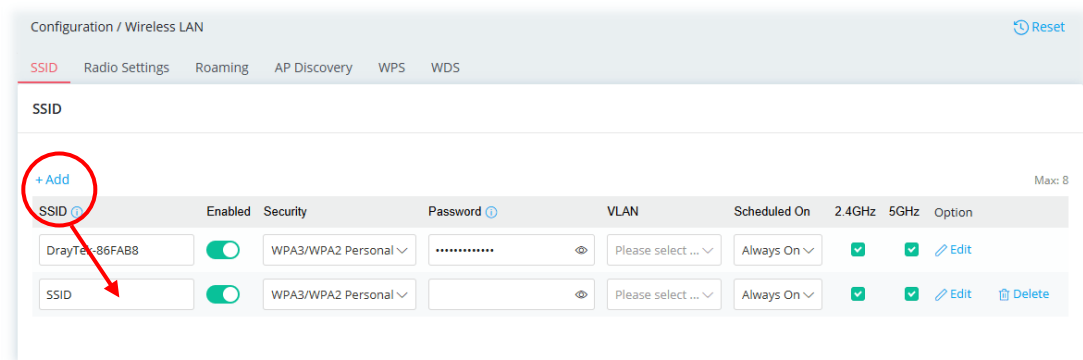 Configuration / Wireless LAN Reset
SSID Radio Settings Roaming AP Discovery WPS WDS
SSID
+ Add Max: 8
SSID Enabled Security Password VLAN Scheduled On 2.4GHz 5GHz Option
DrayTek-86FAB8 WPA3/WPA2 Personal ••••••••••••• Please select ... Always On Edit
SSID WPA3/WPA2 Personal Please select ... Always On Edit Delete